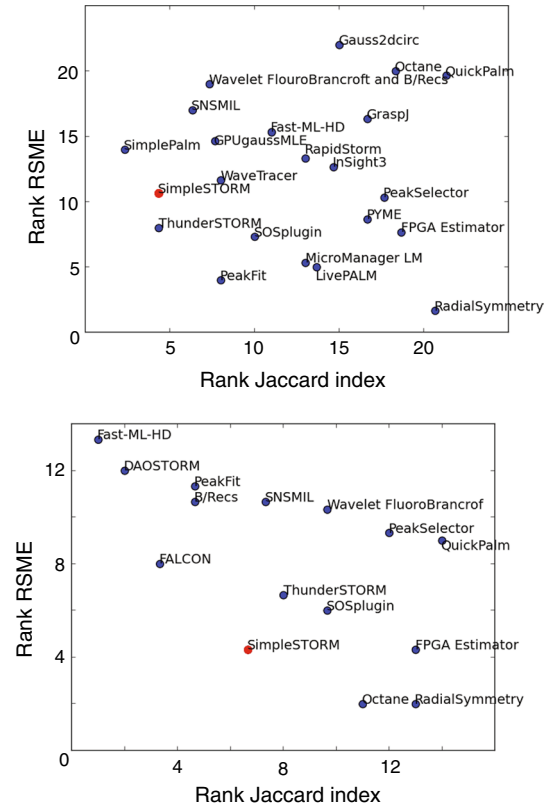 Gauss2dcirc
Octane
QuickPalm
20
Wavelet FlouroBrancroft and B/Recs
SNSMIL
GraspJ
Fast-ML-HD
15
SimplePalm
GPUgaussMLE
RapidStorm
InSight3
WaveTracer
SimpleSTORM
PeakSelector
10
PYME
ThunderSTORM
FPGA Estimator
SOSplugin
MicroManager LM
5
PeakFit
LivePALM
RadialSymmetry
0
5 10 15 20
Rank RSME
Rank Jaccard index
Fast-ML-HD
12
DAOSTORM
PeakFit
B/Recs
SNSMIL
Wavelet FluoroBrancrof
PeakSelector
QuickPalm
8
FALCON
ThunderSTORM
SOSplugin
4
SimpleSTORM
FPGA Estimator
Octane
RadialSymmetry
0
4 8 12
Rank RSME
Rank Jaccard index